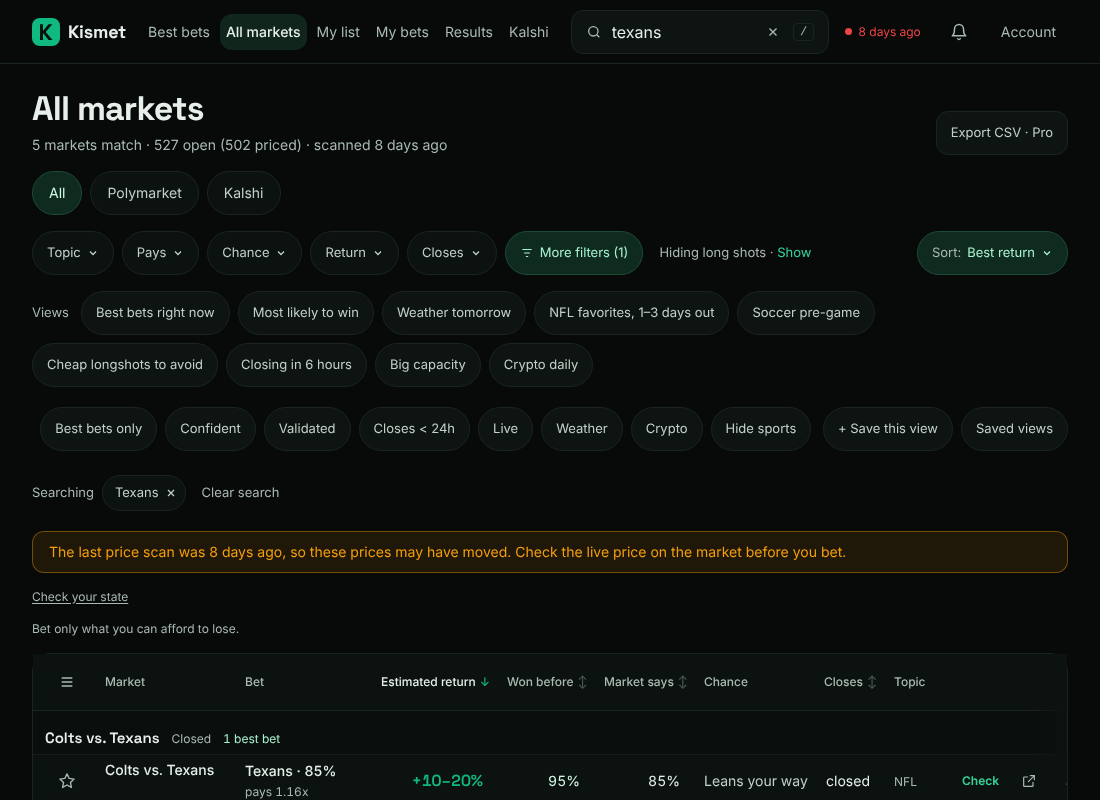 Kismet Best bets All markets My list My bets Results Kalshi texans / 8 days ago Account
All markets
5 markets match · 527 open (502 priced) · scanned 8 days ago
Export CSV · Pro
All Polymarket Kalshi
Topic Pays Chance Return Closes More filters (1) Hiding long shots · Show Sort: Best return
Views Best bets right now Most likely to win Weather tomorrow NFL favorites, 1–3 days out Soccer pre-game
Cheap longshots to avoid Closing in 6 hours Big capacity Crypto daily
Best bets only Confident Validated Closes < 24h Live Weather Crypto Hide sports + Save this view Saved views
Searching Texans × Clear search
The last price scan was 8 days ago, so these prices may have moved. Check the live price on the market before you bet.
Check your state
Bet only what you can afford to lose.
Market Bet Estimated return ↓ Won before Market says Chance Closes Topic
Colts vs. Texans Closed 1 best bet
Colts vs. Texans Texans · 85% +10–20% 95% 85% Leans your way closed NFL Check
pays 1.16x